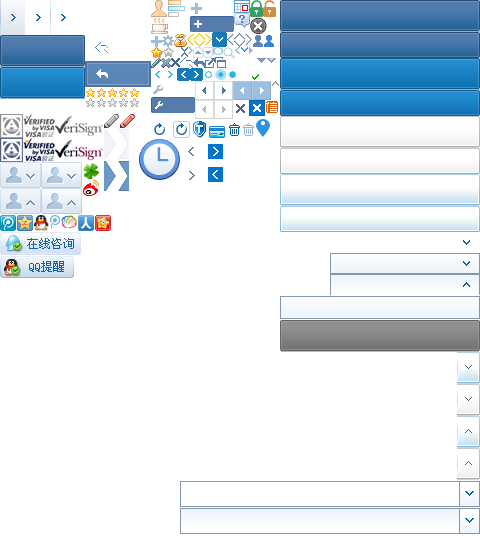 VERIFIED
by VISA
VISA验证
VeriSign
VERIFIED
by VISA
VISA验证
VeriSign
在线咨询
QQ提醒